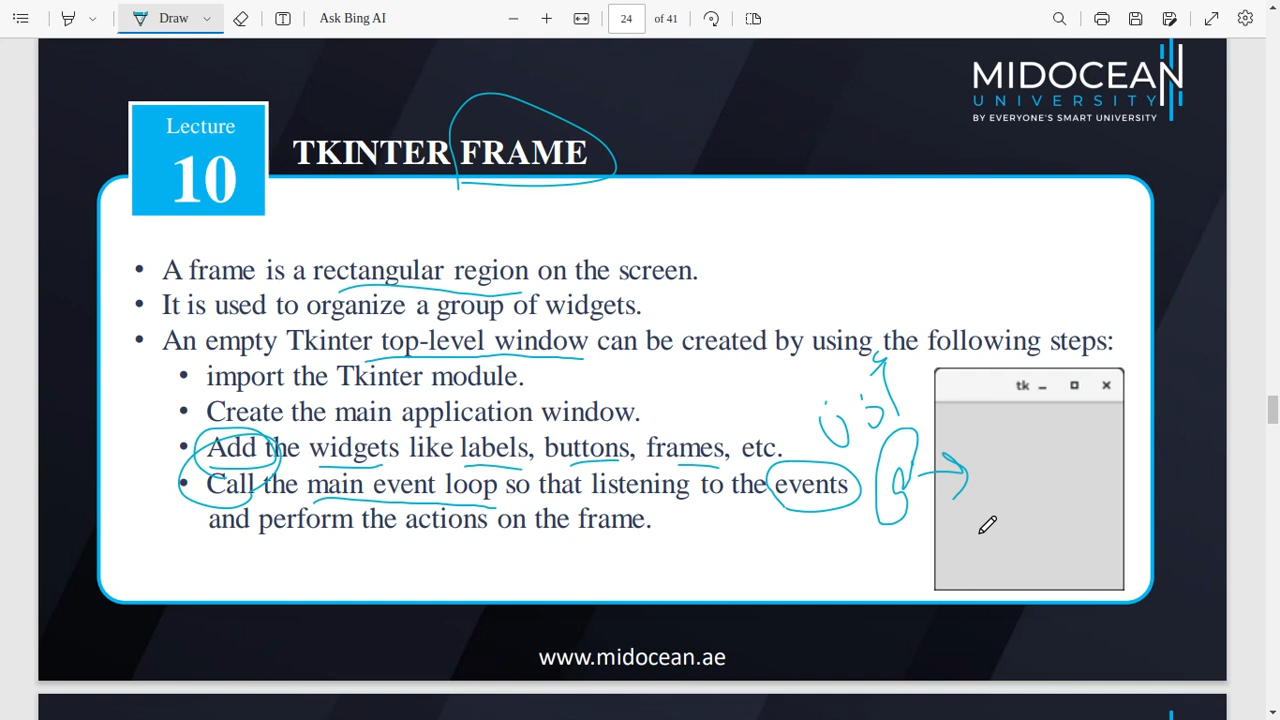 Draw
Ask Bing AI
24
of 41
MIDOCEAN
UNIVERSITY
BY EVERYONE'S SMART UNIVERSITY
Lecture
10
TKINTER FRAME
• A frame is a rectangular region on the screen.
• It is used to organize a group of widgets.
• An empty Tkinter top-level window can be created by using the following steps:
• import the Tkinter module.
• Create the main application window.
• Add the widgets like labels, buttons, frames, etc.
• Call the main event loop so that listening to the events
and perform the actions on the frame.
tk
www.midocean.ae